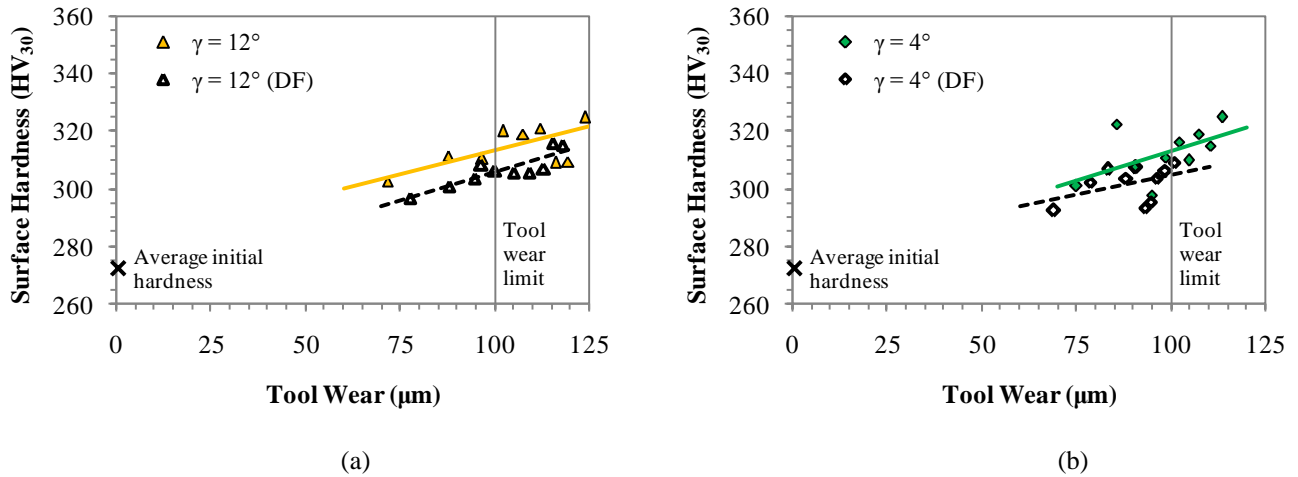 Surface Hardness (HV30)
360
340
320
300
280
260
γ = 12°
γ = 12° (DF)
Average initial
hardness
Tool
wear
limit
0
25
50
75
100
125
Tool Wear (μm)
(a)
Surface Hardness (HV30)
360
340
320
300
280
260
γ = 4°
γ = 4° (DF)
Average initial
hardness
Tool
wear
limit
0
25
50
75
100
125
Tool Wear (μm)
(b)